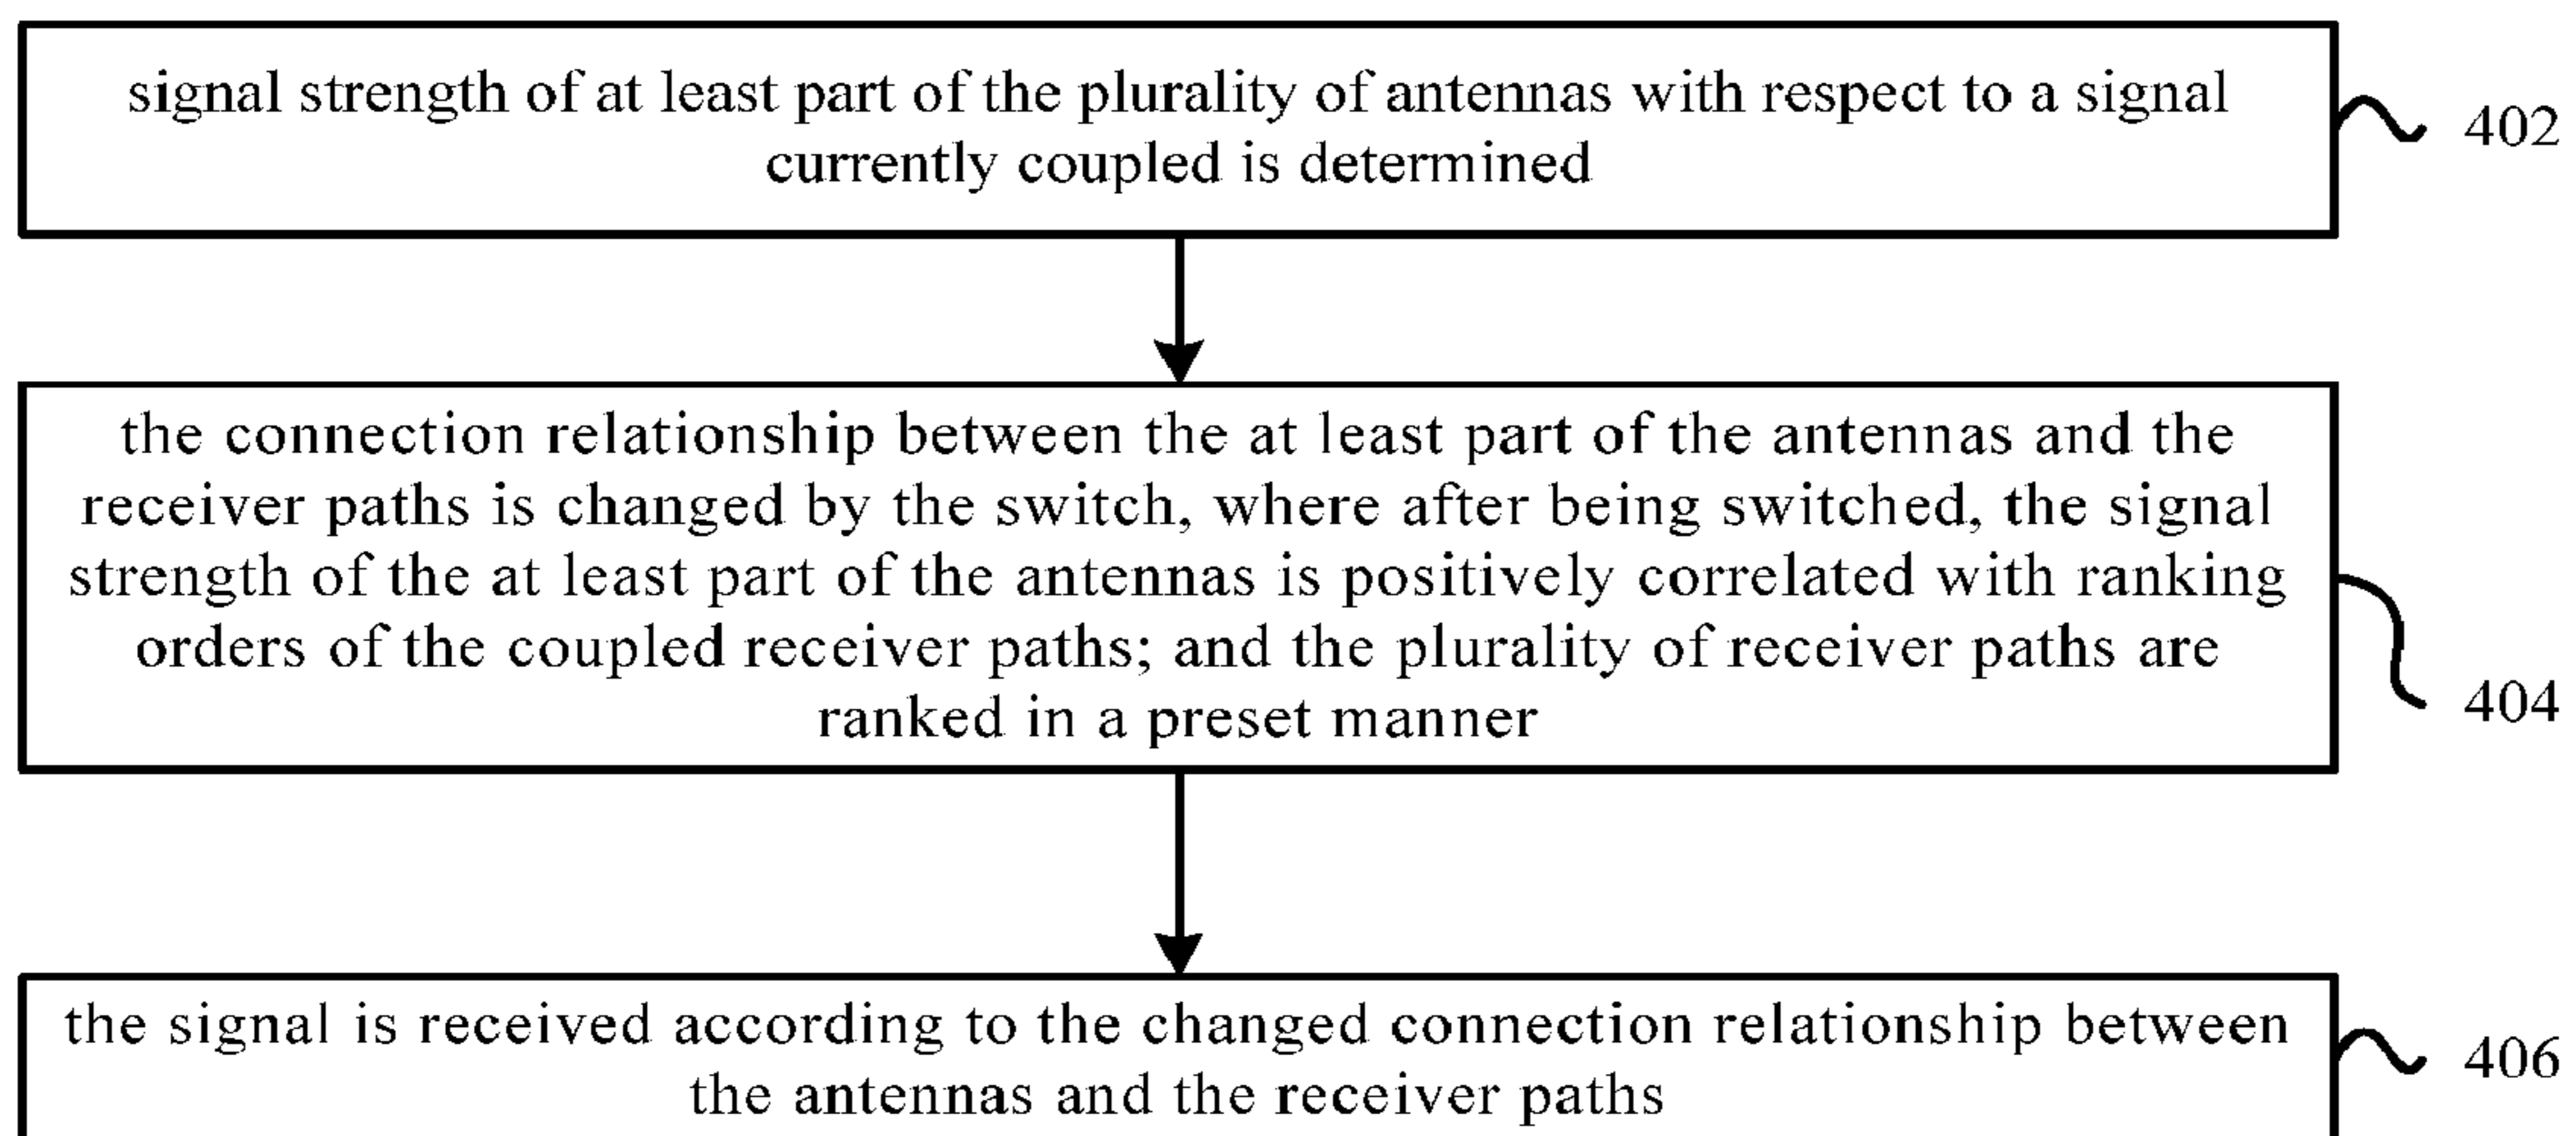 signal strength of at least part of the plurality of antennas with respect to a signal
currently coupled is determined
402
the connection relationship between the at least part of the antennas and the
receiver paths is changed by the switch, where after being switched, the signal
strength of the at least part of the antennas is positively correlated with ranking
orders of the coupled receiver paths; and the plurality of receiver paths are
ranked in a preset manner
404
the signal is received according to the changed connection relationship between
the antennas and the receiver paths
406